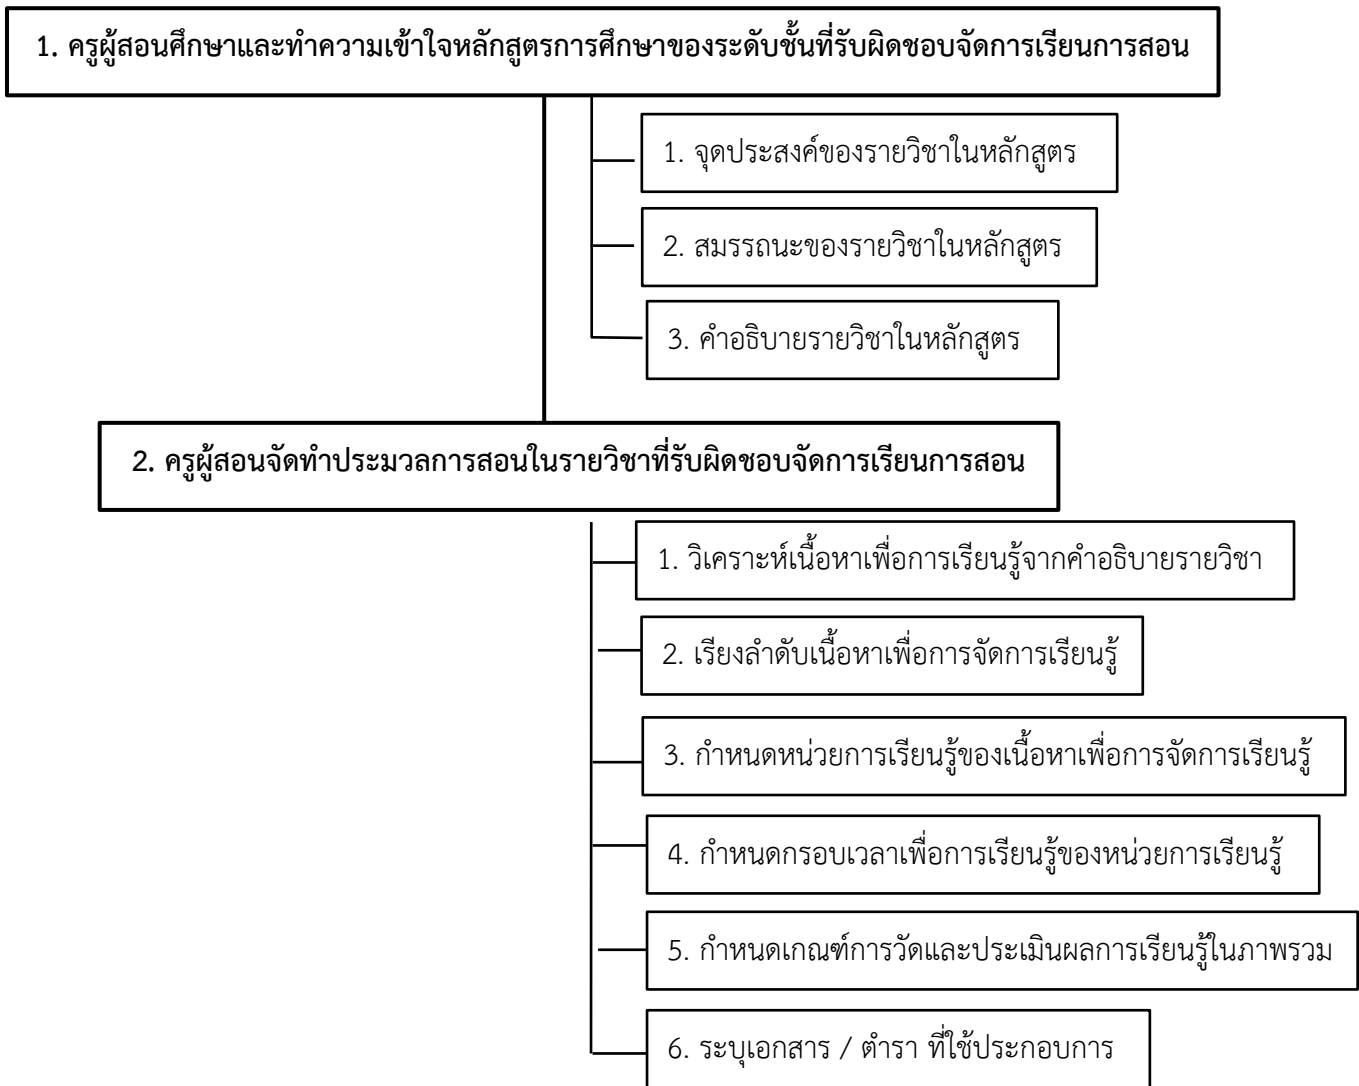 1. ครูผู้สอนศึกษาและทำความเข้าใจหลักสูตรการศึกษาของระดับชั้นที่รับผิดชอบจัดการเรียนการสอน
1. จุดประสงค์ของรายวิชาในหลักสูตร
2. สมรรถนะของรายวิชาในหลักสูตร
3. คำอธิบายรายวิชาในหลักสูตร
2. ครูผู้สอนจัดทำประมวลการสอนในรายวิชาที่รับผิดชอบจัดการเรียนการสอน
1. วิเคราะห์เนื้อหาเพื่อการเรียนรู้จากคำอธิบายรายวิชา
2. เรียงลำดับเนื้อหาเพื่อการจัดการเรียนรู้
3. กำหนดหน่วยการเรียนรู้ของเนื้อหาเพื่อการจัดการเรียนรู้
4. กำหนดกรอบเวลาเพื่อการเรียนรู้ของหน่วยการเรียนรู้
5. กำหนดเกณฑ์การวัดและประเมินผลการเรียนรู้ในภาพรวม
6. ระบุเอกสาร / ตำรา ที่ใช้ประกอบการ